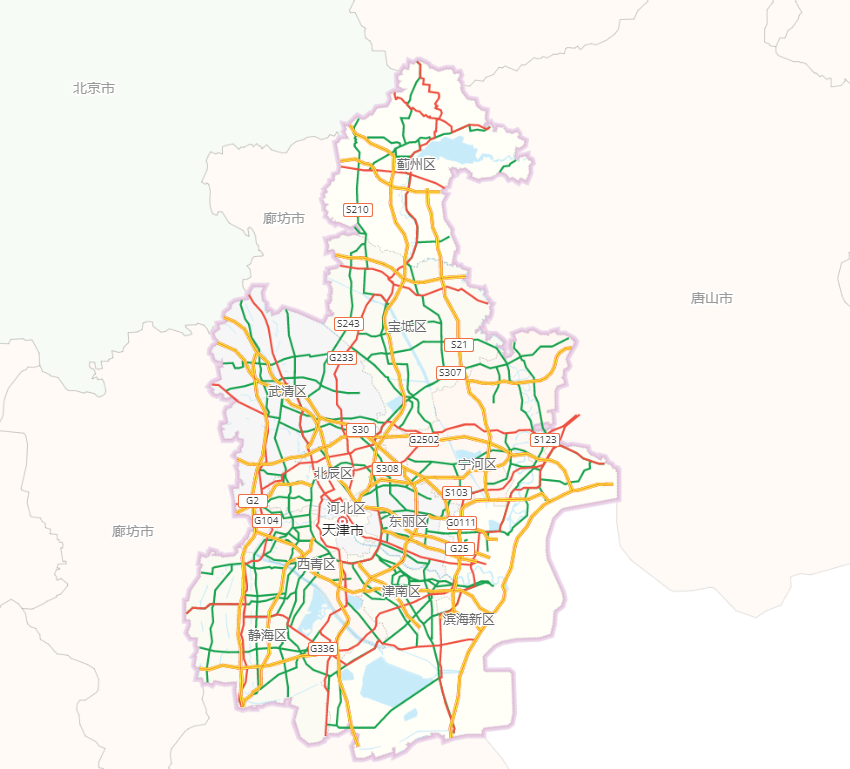 北京市
蓟州区
S210
廊坊市
唐山市
S243
宝坻区
S21
G233
S307
武清区
S30
G2502
S123
北辰区
S308
宁河区
S103
G2
河北区
G104
东丽区
G0111
天津市
廊坊市
G25
西青区
津南区
滨海新区
静海区
G336